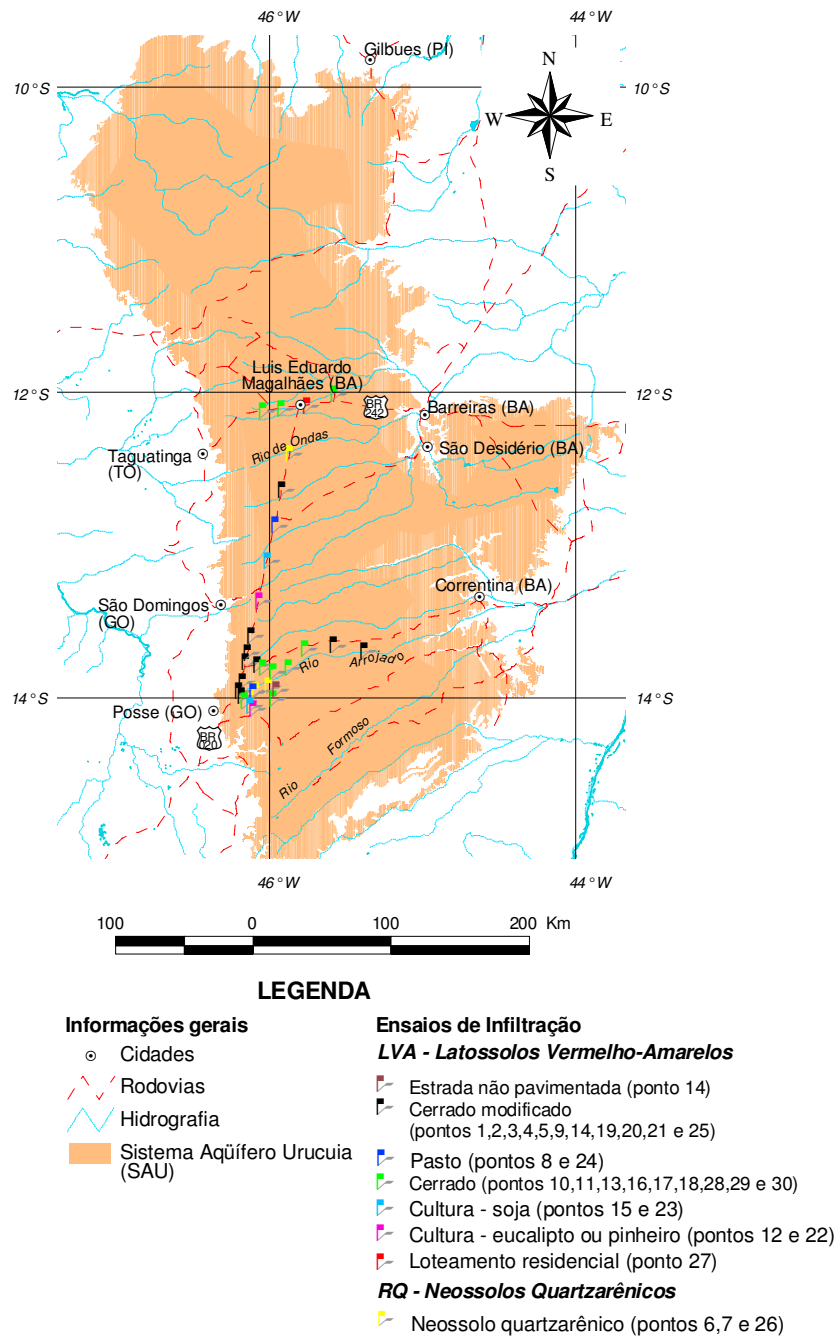 46°W
44°W
Gilbues (PI)
10°S
10°S
N
W
E
S
Luis Eduardo
Magalhães (BA)
12°S
12°S
BR
242
Barreiras (BA)
Rio de Ondas
São Desidério (BA)
Taguatinga
(TO)
Correntina (BA)
São Domingos
(GO)
Rio Arrojado
14°S
14°S
Posse (GO)
BR
020
Rio Formoso
46°W
44°W
100 0 100 200 Km
LEGENDA
Informações gerais
Cidades
Rodovias
Hidrografia
Sistema Aqüífero Urucuia
(SAU)
Ensaios de Infiltração
LVA - Latossolos Vermelho-Amarelos
Estrada não pavimentada (ponto 14)
Cerrado modificado
(pontos 1,2,3,4,5,9,14,19,20,21 e 25)
Pasto (pontos 8 e 24)
Cerrado (pontos 10,11,13,16,17,18,28,29 e 30)
Cultura - soja (pontos 15 e 23)
Cultura - eucalipto ou pinheiro (pontos 12 e 22)
Loteamento residencial (ponto 27)
RQ - Neossolos Quartzarênicos
Neossolo quartzarênico (pontos 6,7 e 26)